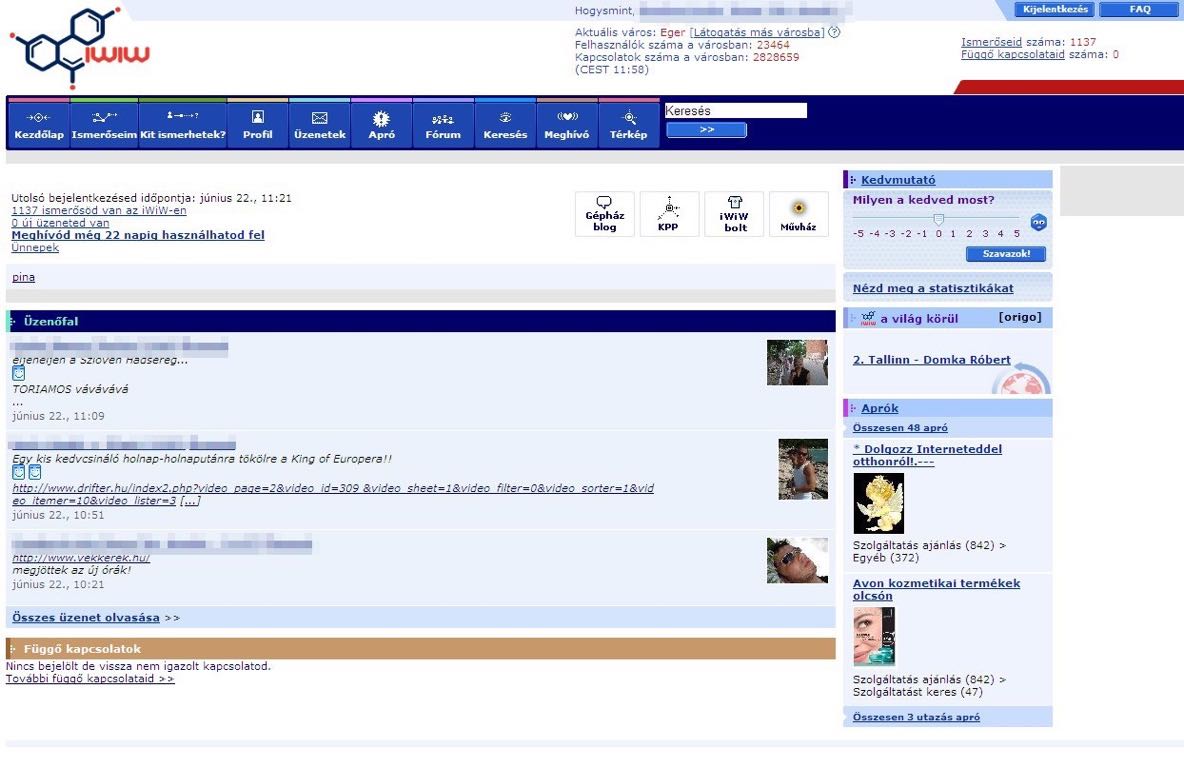 iwiw
Hogysmint,
Kijelentkezés
FAQ
Aktuális város: Eger [Látogatás más városba]
Felhasználók száma a városban: 23464
Kapcsolatok száma a városban: 2828659
(CEST 11:58)
Ismerőseid száma: 1137
Függő kapcsolataid száma: 0
Kezdőlap
Ismerőseim
Kit ismerhetek?
Profil
Üzenetek
Apró
Fórum
Keresés
Meghívó
Térkép
Keresés
>>
Utolsó bejelentkezésed időpontja: június 22., 11:21
1137 ismerősöd van az iWiW-en
0 új üzeneted van
Meghívód még 22 napig használhatod fel
Ünnepek
Gépház
blog
KPP
iWiW
bolt
Művház
pina
Üzenőfal
éljenéljen a Szlovén Hadsereg...
TORIAMOS vávávává
...
június 22., 11:09
Egy kis kedvcsináló holnap-holnaputánra tökölre a King of Europera!!
http://www.drifter.hu/index2.php?video_page=2&video_id=309 &video_sheet=1&video_filter=0&video_sorter=1&vid
eo_itemer=10&video_lister=3 [...]
június 22., 10:51
http://www.vekkerek.hu/
megjöttek az új órák!
június 22., 10:21
Összes üzenet olvasása >>
Függő kapcsolatok
Nincs bejelölt de vissza nem igazolt kapcsolatod.
További függő kapcsolataid >>
Kedvmutató
Milyen a kedved most?
-5 -4 -3 -2 -1 0 1 2 3 4 5
Szavazok!
Nézd meg a statisztikákat
iwiw a világ körül [origo]
2. Tallinn - Domka Róbert
Aprók
Összesen 48 apró
* Dolgozz Interneteddel
otthonról!.---
Szolgáltatás ajánlás (842) >
Egyéb (372)
Avon kozmetikai termékek
olcsón
Szolgáltatás ajánlás (842) >
Szolgáltatást keres (47)
Összesen 3 utazás apró